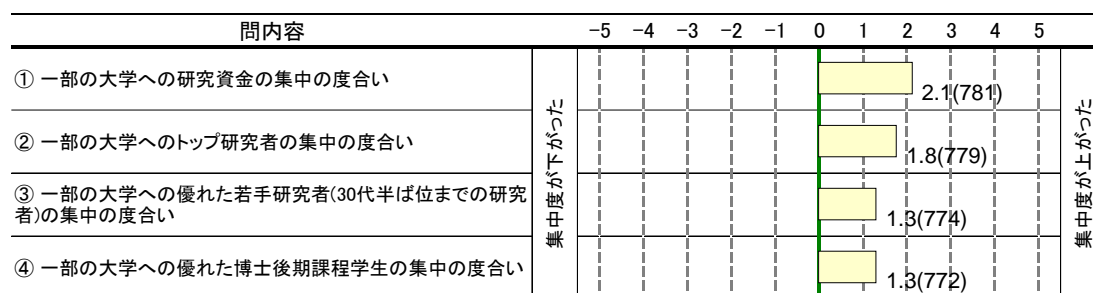 問内容
-5 -4 -3 -2 -1 0 1 2 3 4 5
① 一部の大学への研究資金の集中の度合い
2.1(781)
② 一部の大学へのトップ研究者の集中の度合い
1.8(779)
③ 一部の大学への優れた若手研究者(30代半ば位までの研究
者)の集中の度合い
1.3(774)
④ 一部の大学への優れた博士後期課程学生の集中の度合い
1.3(772)
集中度が下がった
集中度が上がった